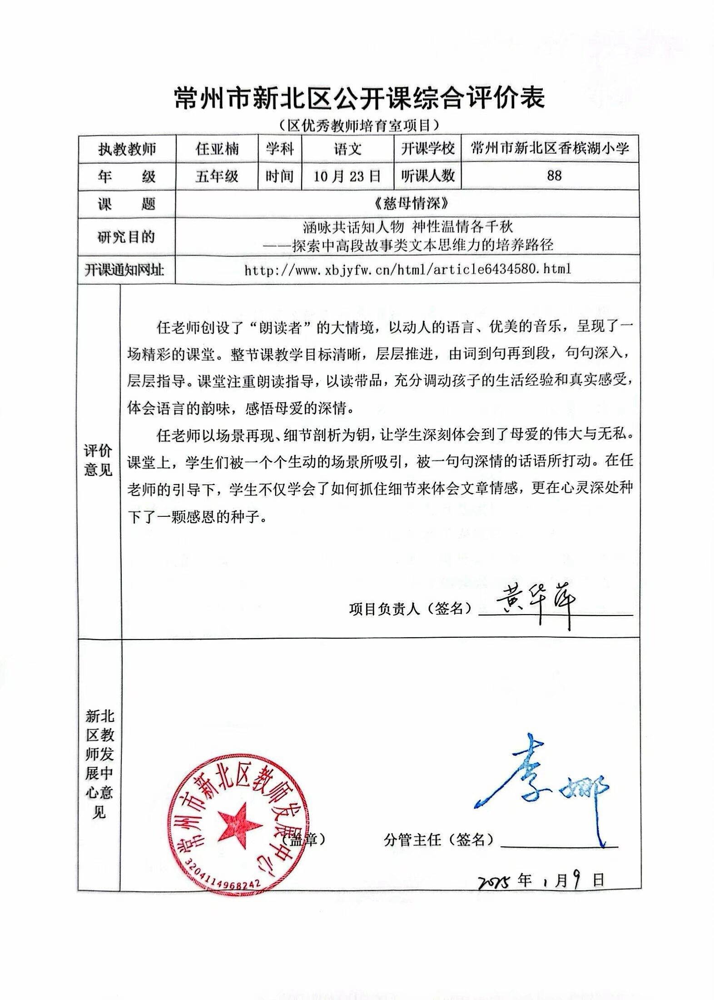 常州市新北区公开课综合评价表
（区优秀教师培育室项目）
执教教师 任亚楠 学科 语文 开课学校 常州市新北区香槟湖小学
年 级 五年级 时间 10月23日 听课人数 88
课 题 《慈母情深》
研究目的
涵咏共话知人物 神性温情各千秋
——探索中高段故事类文本思维力的培养路径
开课通知网址 http://www.xbjyfw.cn/html/article6434580.html
评价
意见
任老师创设了“朗读者”的大情境，以动人的语言、优美的音乐，呈现了一
场精彩的课堂。整节课教学目标清晰，层层推进，由词到句再到段，句句深入，
层层指导。课堂注重朗读指导，以读带品，充分调动孩子的生活经验和真实感受，
体会语言的韵味，感悟母爱的深情。
任老师以场景再现、细节剖析为钥，让学生深刻体会到了母爱的伟大与无私。
课堂上，学生们被一个个生动的场景所吸引，被一句句深情的话语所打动。在任
老师的引导下，学生不仅学会了如何抓住细节来体会文章情感，更在心灵深处种
下了一颗感恩的种子。
项目负责人（签名） 黄华萍
新北
区教
师发
展中
心意
见
常州市新北区教师发展中心
3204114968242
（盖章） 分管主任（签名） 李娜
2025年1月9日